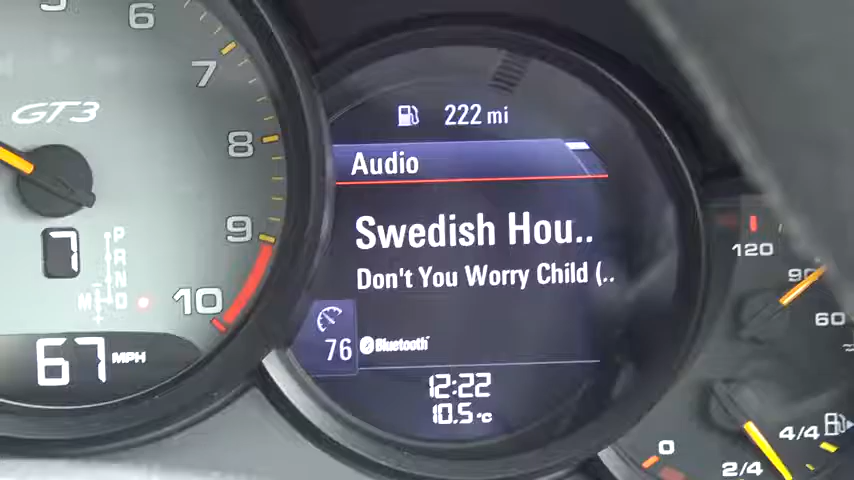 5
6
7
GT3
8
9
10
7
P
R
N
M D
+
67 MPH
222 mi
Audio
Swedish Hou..
Don't You Worry Child (..
76
Bluetooth
12:22
10.5 °C
120
90
60
0
2/4
4/4